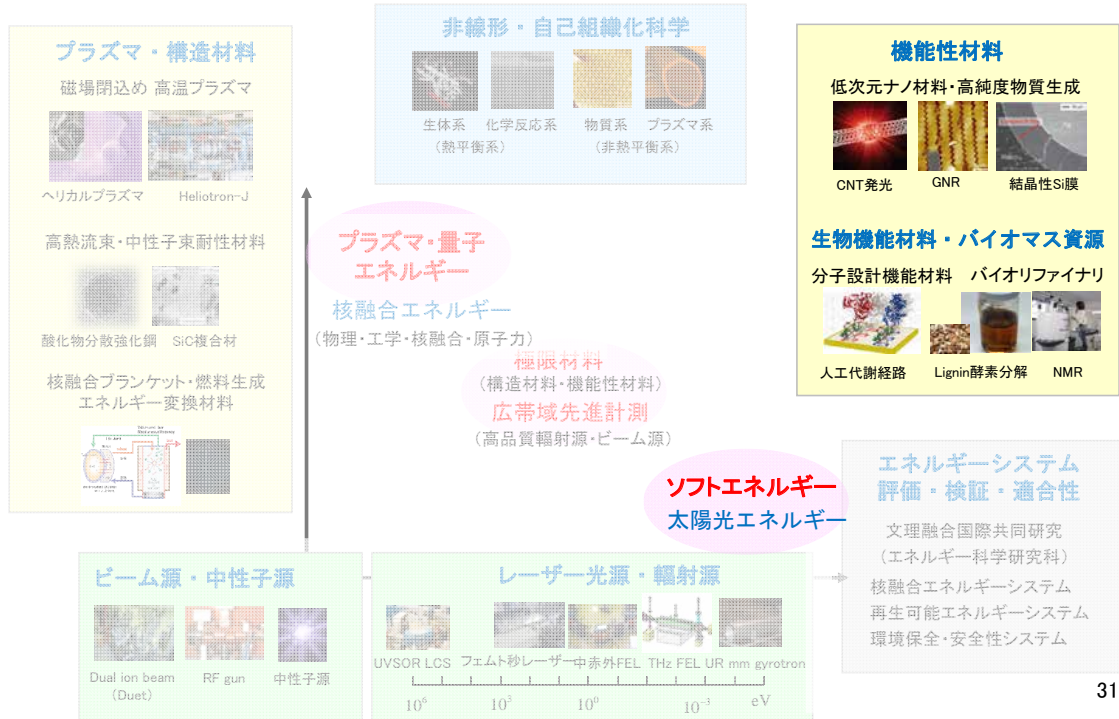 プラズマ・構造材料
磁場閉込め 高温プラズマ
ヘリカルプラズマ Heliotron-J
高熱流束・中性子束耐性材料
酸化物分散強化鋼 SiC複合材
核融合ブランケット・燃料生成
エネルギー変換材料
非線形・自己組織化科学
生体系 化学反応系 物質系 プラズマ系
(熱平衡系) (非熱平衡系)
機能性材料
低次元ナノ材料・高純度物質生成
CNT発光 GNR 結晶性Si膜
生物機能材料・バイオマス資源
分子設計機能材料 バイオリファイナリ
人工代謝経路 Lignin酵素分解 NMR
プラズマ・量子
エネルギー
核融合エネルギー
(物理・工学・核融合・原子力)
極限材料
(構造材料・機能性材料)
広帯域先進計測
(高品質輻射源・ビーム源)
ソフトエネルギー
太陽光エネルギー
エネルギーシステム
評価・検証・適合性
文理融合国際共同研究
(エネルギー科学研究科)
核融合エネルギーシステム
再生可能エネルギーシステム
環境保全・安全性システム
ビーム源・中性子源
Dual ion beam RF gun 中性子源
(Duet)
レーザー光源・輻射源
UVSOR LCS フェムト秒レーザー 中赤外FEL THz FEL UR mm gyrotron
10⁶ 10³ 10⁰ 10⁻³ eV
31